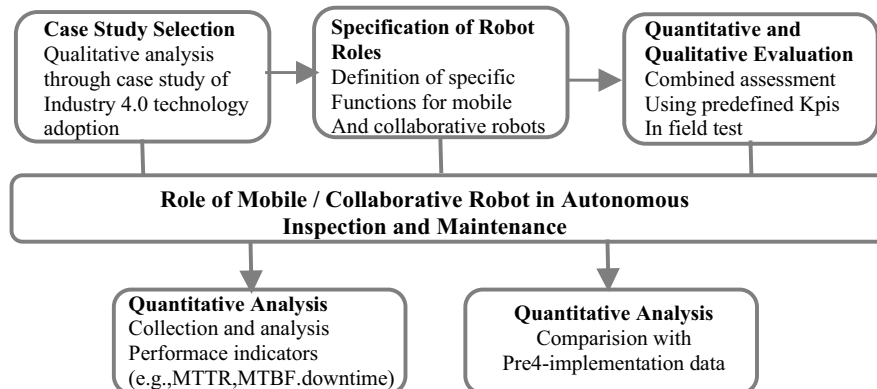 Case Study Selection
Qualitative analysis
through case study of
Industry 4.0 technology
adoption
Specification of Robot
Roles
Definition of specific
Functions for mobile
And collaborative robots
Quantitative and
Qualitative Evaluation
Combined assessment
Using predefined Kpis
In field test
Role of Mobile / Collaborative Robot in Autonomous
Inspection and Maintenance
Quantitative Analysis
Collection and analysis
Performace indicators
(e.g.,MTTR,MTBF.downtime)
Quantitative Analysis
Comparision with
Pre4-implementation data